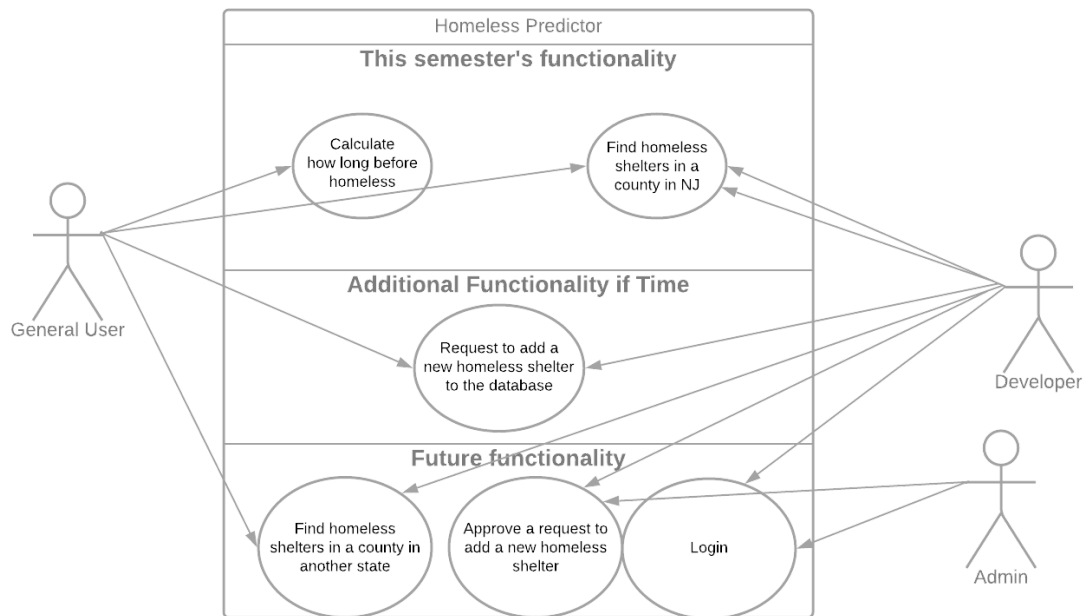 Homeless Predictor
This semester's functionality
Calculate
how long before
homeless
Find homeless
shelters in a
county in NJ
General User
Additional Functionality if Time
Request to add a
new homeless shelter
to the database
Developer
Future functionality
Find homeless
shelters in a county in
another state
Approve a request to
add a new homeless
shelter
Login
Admin